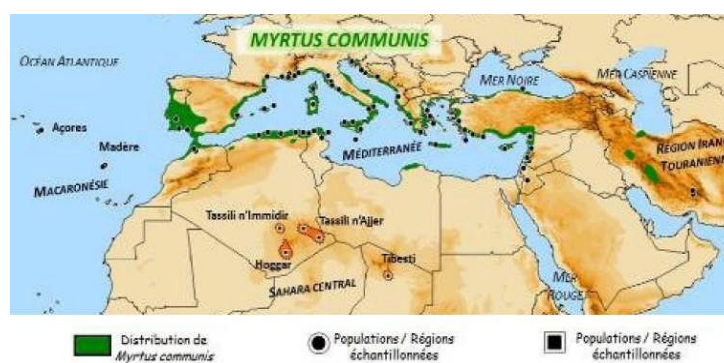 MYRTUS COMMUNIS
OCÉAN ATLANTIQUE
MER NOIRE
MER CASPIENNE
Açores
Madère
MACARONÉSIE
MÉDITERRANÉE
RÉGION IRANO
TOURANIENNE
Tassili n'Immidir
Tassili n'Ajjer
Hoggar
Tibesti
SAHARA CENTRAL
MER
ROUGE
Distribution de
Myrtus communis
Populations / Régions
échantillonnées
Populations / Régions
échantillonnées